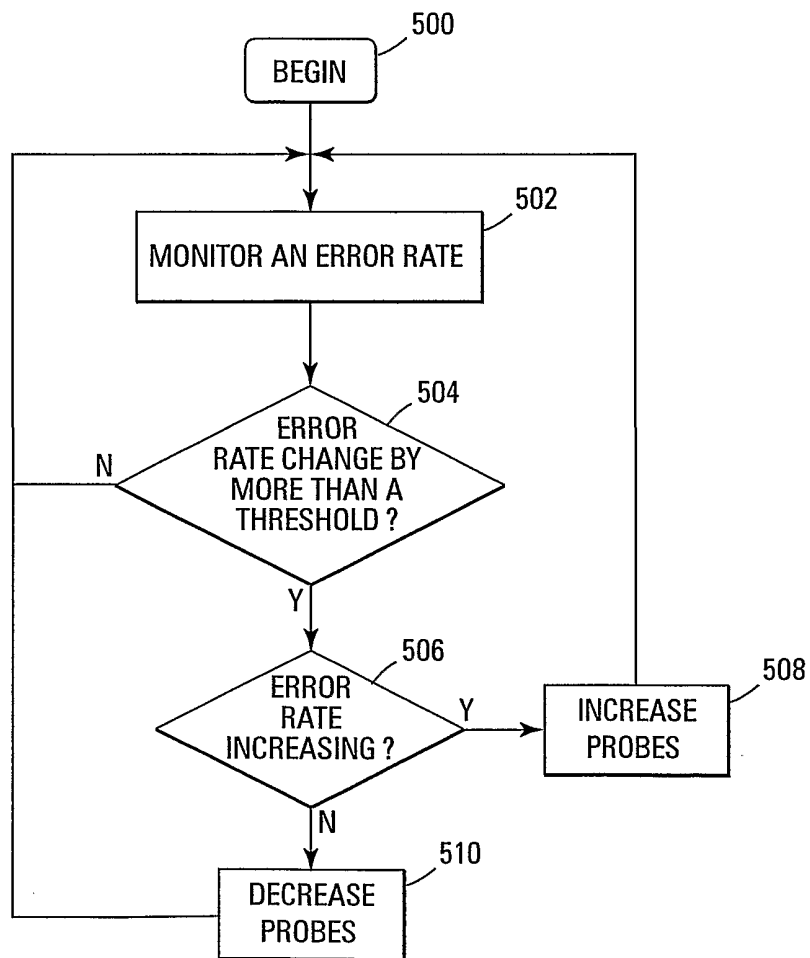 500
BEGIN
502
MONITOR AN ERROR RATE
504
ERROR
RATE CHANGE BY
MORE THAN A
THRESHOLD ?
N
Y
506
ERROR
RATE
INCREASING ?
Y
508
INCREASE
PROBES
N
510
DECREASE
PROBES